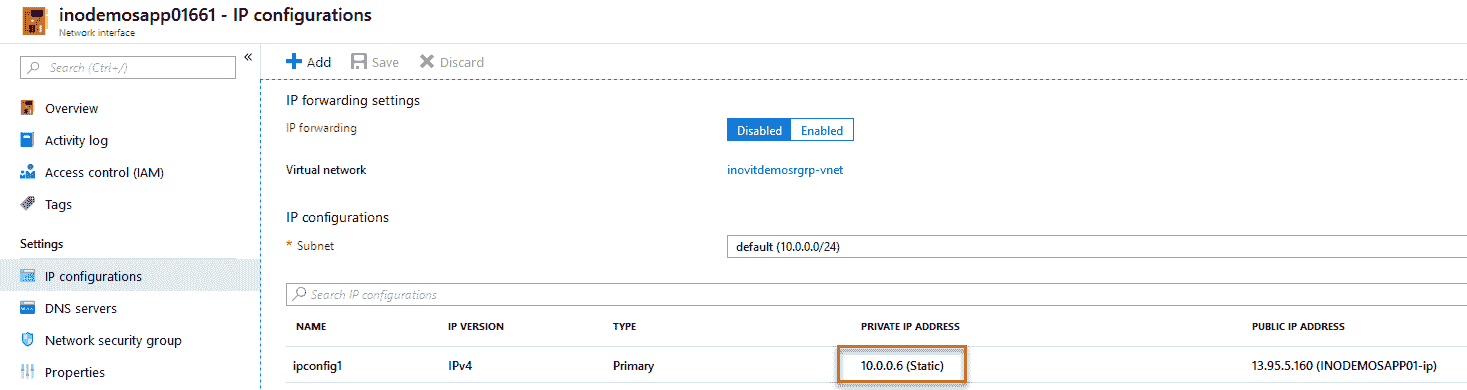 inodemosapp01661 - IP configurations
Network interface
Search (Ctrl+/)
«
Overview
Activity log
Access control (IAM)
Tags
Settings
IP configurations
DNS servers
Network security group
Properties
Add Save Discard
IP forwarding settings
IP forwarding Disabled Enabled
Virtual network inovitdemosrgrp-vnet
IP configurations
* Subnet default (10.0.0.0/24)
Search IP configurations
NAME IP VERSION TYPE PRIVATE IP ADDRESS PUBLIC IP ADDRESS
ipconfig1 IPv4 Primary 10.0.0.6 (Static) 13.95.5.160 (INODEMOSAPP01-ip)